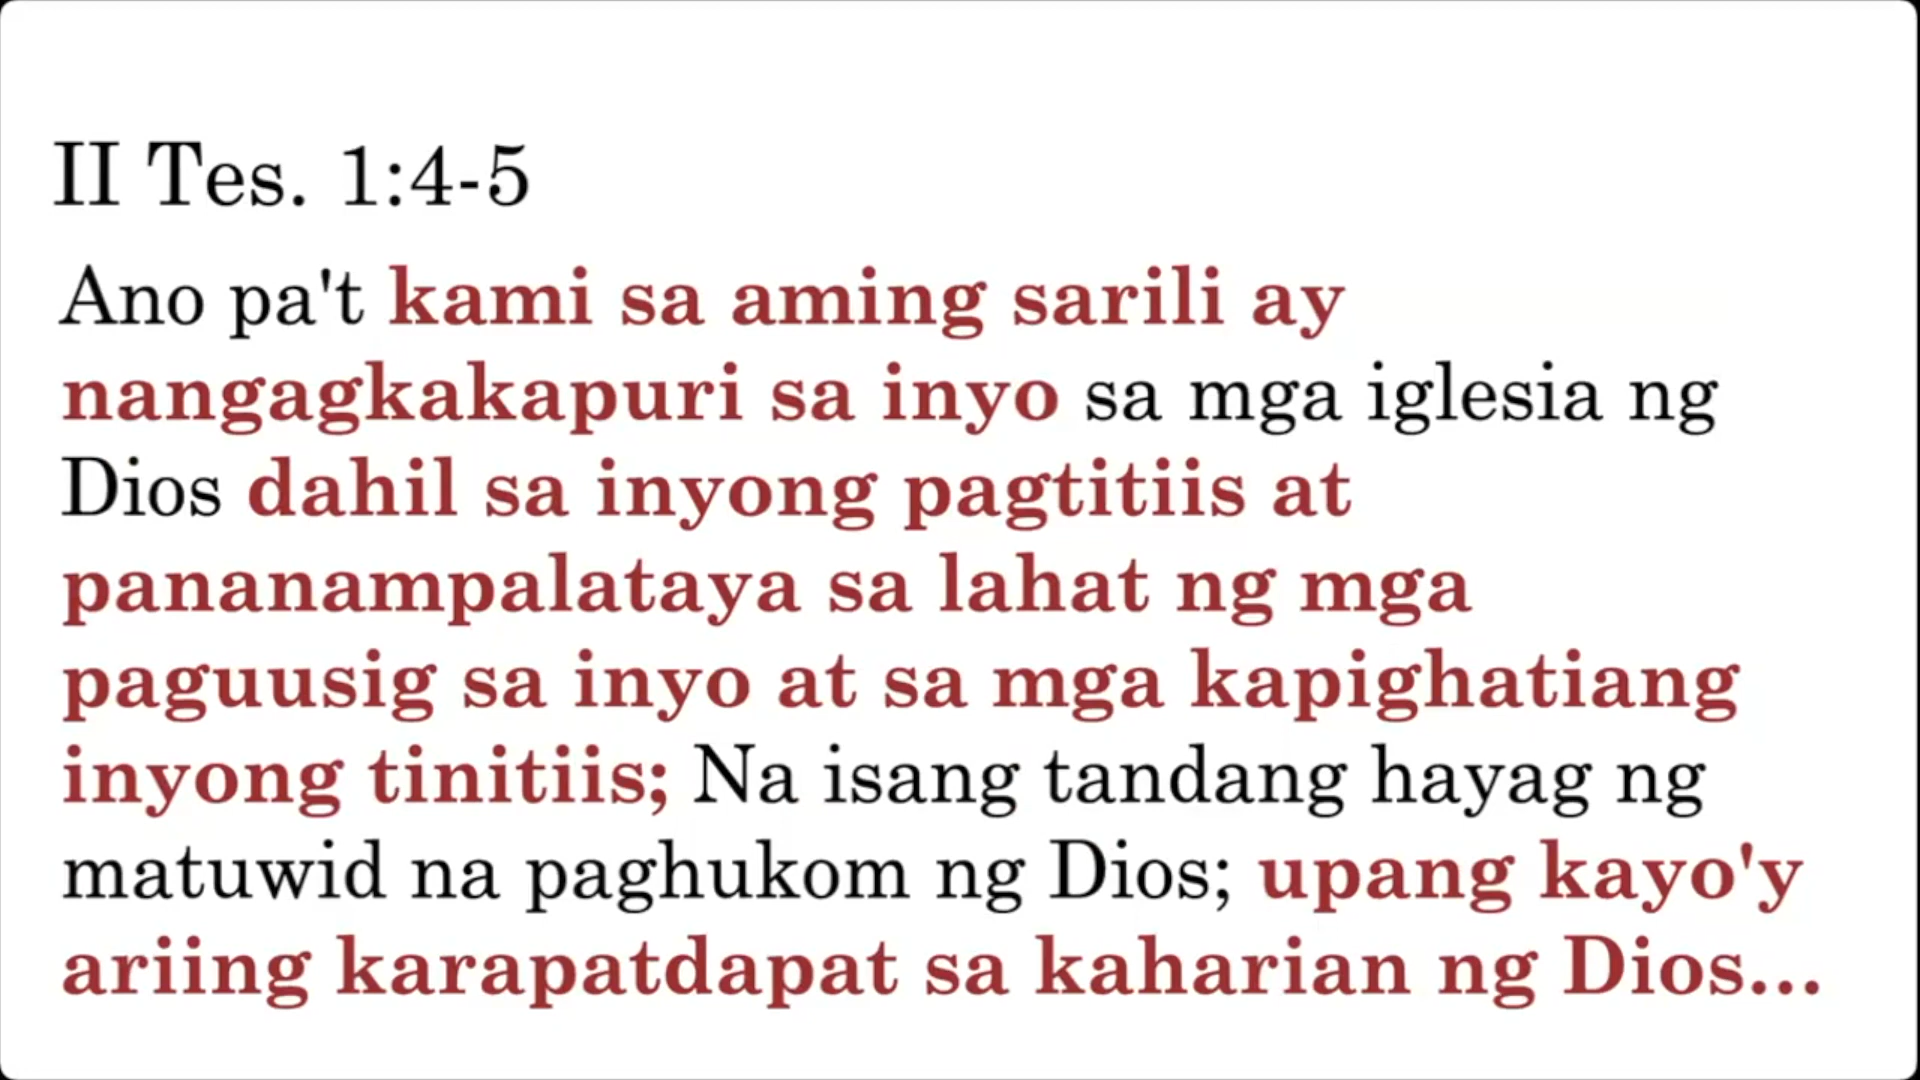 II Tes. 1:4-5
Ano pa't kami sa aming sarili ay
nangagkakapuri sa inyo sa mga iglesia ng
Dios dahil sa inyong pagtitiis at
pananampalataya sa lahat ng mga
paguusig sa inyo at sa mga kapighatiang
inyong tinitiis; Na isang tandang hayag ng
matuwid na paghukom ng Dios; upang kayo'y
ariing karapatdapat sa kaharian ng Dios...